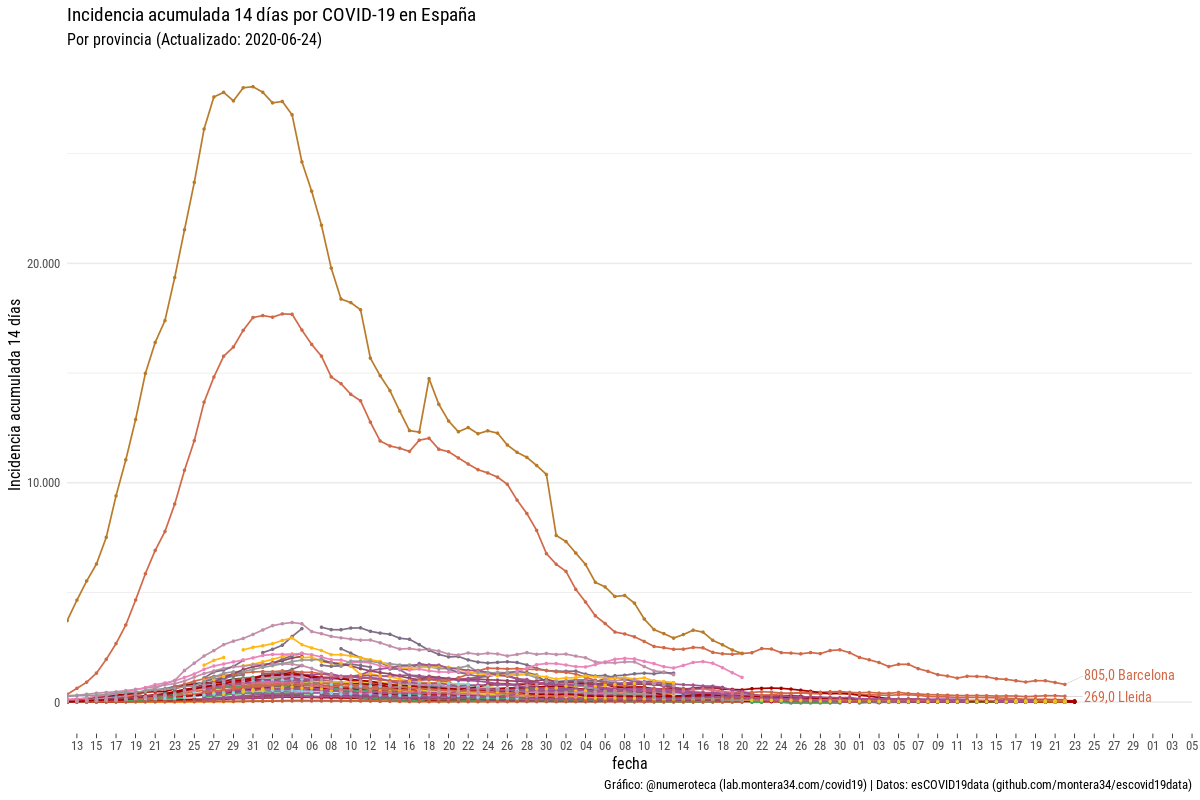 Incidencia acumulada 14 días por COVID-19 en España
Por provincia (Actualizado: 2020-06-24)
Incidencia acumulada 14 días
20.000
10.000
0
805,0 Barcelona
269,0 Lleida
13 15 17 19 21 23 25 27 29 31 02 04 06 08 10 12 14 16 18 20 22 24 26 28 30 02 04 06 08 10 12 14 16 18 20 22 24 26 28 30 01 03 05 07 09 11 13 15 17 19 21 23 25 27 29 01 03 05
fecha
Gráfico: @numeroteca (lab.montera34.com/covid19) | Datos: esCOVID19data (github.com/montera34/escovid19data)